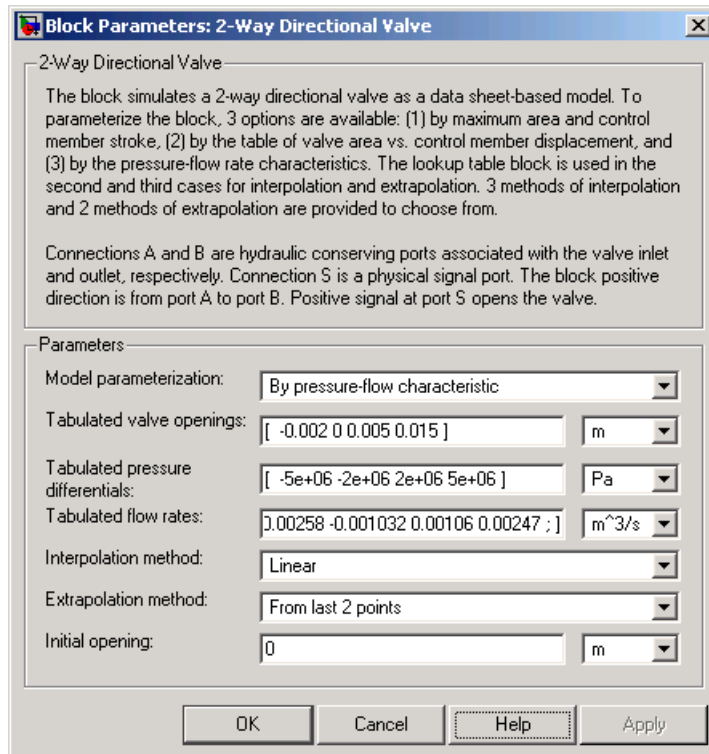 Block Parameters: 2-Way Directional Valve
2-Way Directional Valve
The block simulates a 2-way directional valve as a data sheet-based model. To
parameterize the block, 3 options are available: (1) by maximum area and control
member stroke, (2) by the table of valve area vs. control member displacement, and
(3) by the pressure-flow rate characteristics. The lookup table block is used in the
second and third cases for interpolation and extrapolation. 3 methods of interpolation
and 2 methods of extrapolation are provided to choose from.
Connections A and B are hydraulic conserving ports associated with the valve inlet
and outlet, respectively. Connection S is a physical signal port. The block positive
direction is from port A to port B. Positive signal at port S opens the valve.
Parameters
Model parameterization: By pressure-flow characteristic
Tabulated valve openings: [ -0.002 0 0.005 0.015 ] m
Tabulated pressure
differentials: [ -5e+06 -2e+06 2e+06 5e+06 ] Pa
Tabulated flow rates: 0.00258 -0.001032 0.00106 0.00247 ; ] m^3/s
Interpolation method: Linear
Extrapolation method: From last 2 points
Initial opening: 0 m
OK Cancel Help Apply